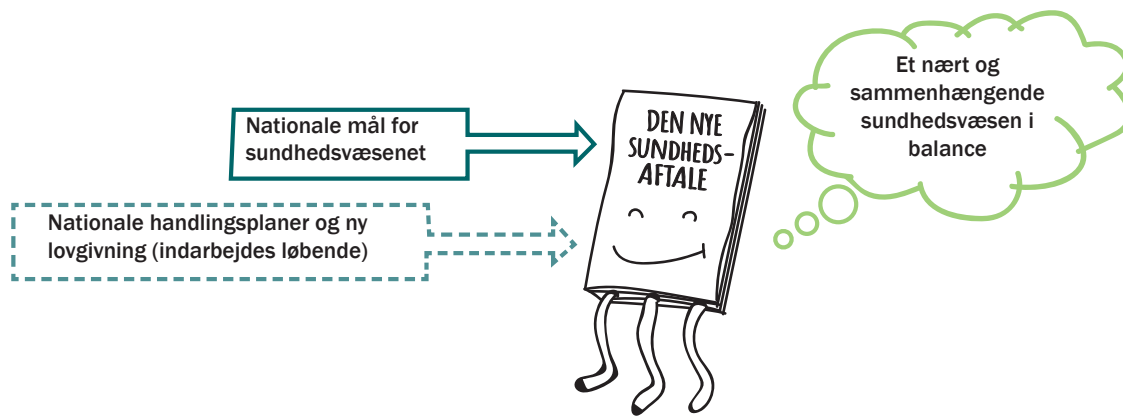 Nationale mål for
sundhedsvæsenet
Nationale handlingsplaner og ny
lovgivning (indarbejdes løbende)
DEN NYE
SUNDHEDS-
AFTALE
Et nært og
sammenhængende
sundhedsvæsen i
balance